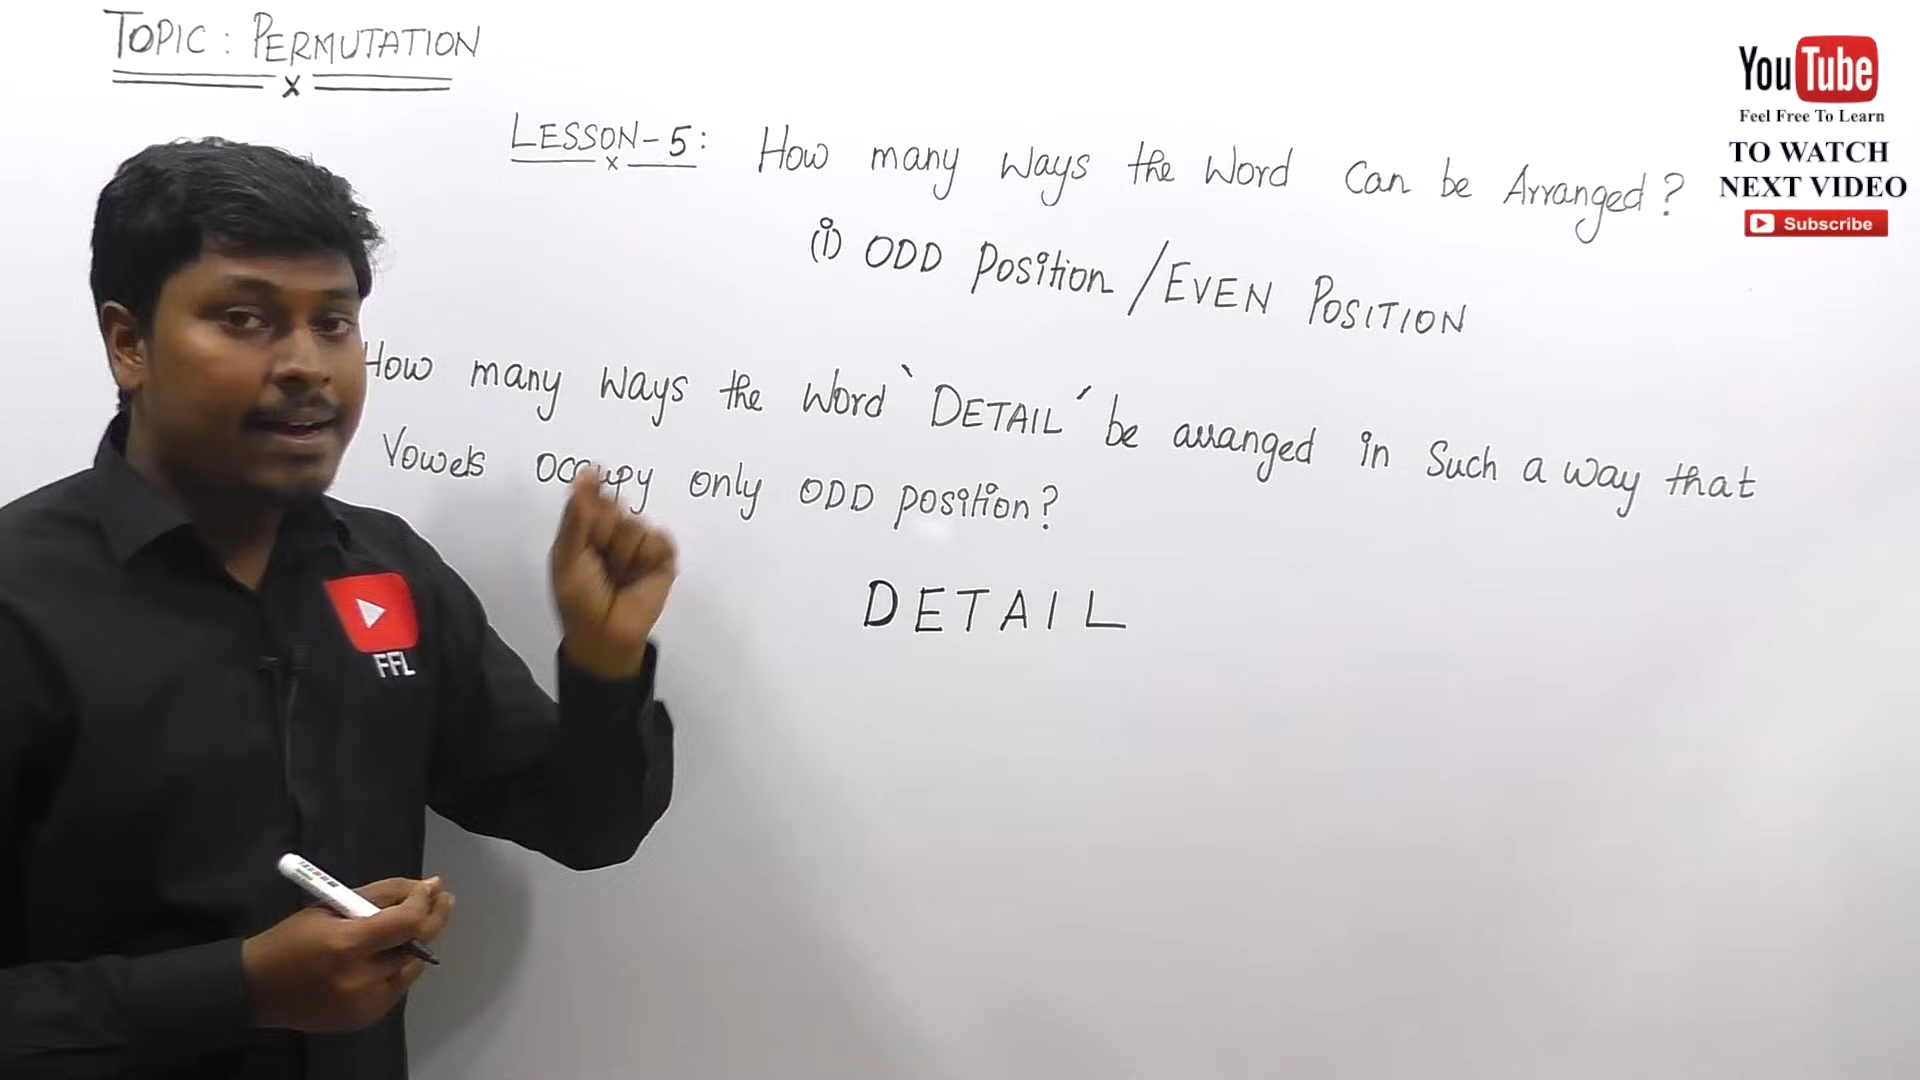 TOPIC : PERMUTATION
x
LESSON-5: How many ways the word can be Arranged?
x
(i) ODD Position / EVEN POSITION
How many ways the word 'DETAIL' be arranged in Such a way that
Vowels occupy only ODD position?
DETAIL
FFL
YouTube
Feel Free To Learn
TO WATCH
NEXT VIDEO
Subscribe